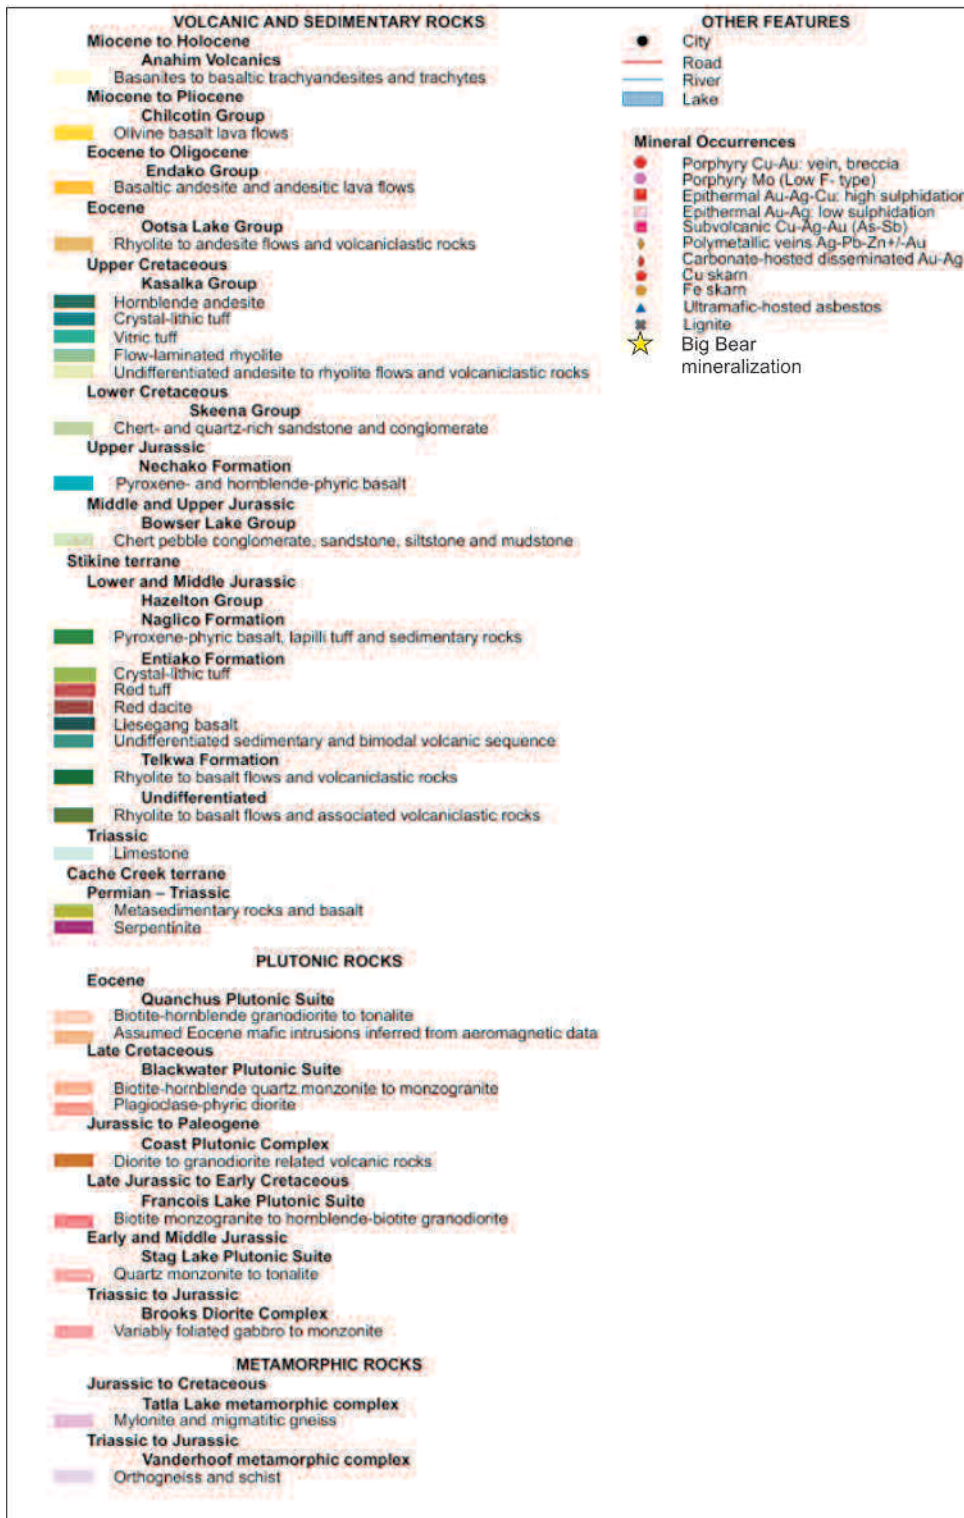 VOLCANIC AND SEDIMENTARY ROCKS
Miocene to Holocene
Anahim Volcanics
Basanites to basaltic trachyandesites and trachytes
Miocene to Pliocene
Chilcotin Group
Olivine basalt lava flows
Eocene to Oligocene
Endako Group
Basaltic andesite and andesitic lava flows
Eocene
Ootsa Lake Group
Rhyolite to andesite flows and volcaniclastic rocks
Upper Cretaceous
Kasalka Group
Hornblende andesite
Crystal-lithic tuff
Vitric tuff
Flow-laminated rhyolite
Undifferentiated andesite to rhyolite flows and volcaniclastic rocks
Lower Cretaceous
Skeena Group
Chert- and quartz-rich sandstone and conglomerate
Upper Jurassic
Nechako Formation
Pyroxene- and hornblende-phyric basalt
Middle and Upper Jurassic
Bowser Lake Group
Chert pebble conglomerate, sandstone, siltstone and mudstone
Stikine terrane
Lower and Middle Jurassic
Hazelton Group
Naglico Formation
Pyroxene-phyric basalt, lapilli tuff and sedimentary rocks
Entiako Formation
Crystal-lithic tuff
Red tuff
Red dacite
Liesegang basalt
Undifferentiated sedimentary and bimodal volcanic sequence
Telkwa Formation
Rhyolite to basalt flows and volcaniclastic rocks
Undifferentiated
Rhyolite to basalt flows and associated volcaniclastic rocks
Triassic
Limestone
Cache Creek terrane
Permian – Triassic
Metasedimentary rocks and basalt
Serpentinite
PLUTONIC ROCKS
Eocene
Quanchus Plutonic Suite
Biotite-hornblende granodiorite to tonalite
Assumed Eocene mafic intrusions inferred from aeromagnetic data
Late Cretaceous
Blackwater Plutonic Suite
Biotite-hornblende quartz monzonite to monzogranite
Plagioclase-phyric diorite
Jurassic to Paleogene
Coast Plutonic Complex
Diorite to granodiorite related volcanic rocks
Late Jurassic to Early Cretaceous
Francois Lake Plutonic Suite
Biotite monzogranite to hornblende-biotite granodiorite
Early and Middle Jurassic
Stag Lake Plutonic Suite
Quartz monzonite to tonalite
Triassic to Jurassic
Brooks Diorite Complex
Variably foliated gabbro to monzonite
METAMORPHIC ROCKS
Jurassic to Cretaceous
Tatla Lake metamorphic complex
Mylonite and migmatitic gneiss
Triassic to Jurassic
Vanderhoof metamorphic complex
Orthogneiss and schist
OTHER FEATURES
City
Road
River
Lake
Mineral Occurrences
Porphyry Cu-Au: vein, breccia
Porphyry Mo (Low F- type)
Epithermal Au-Ag-Cu: high sulphidation
Epithermal Au-Ag: low sulphidation
Subvolcanic Cu-Ag-Au (As-Sb)
Polymetallic veins Ag-Pb-Zn+/-Au
Carbonate-hosted disseminated Au-Ag
Cu skarn
Fe skarn
Ultramafic-hosted asbestos
Lignite
Big Bear
mineralization